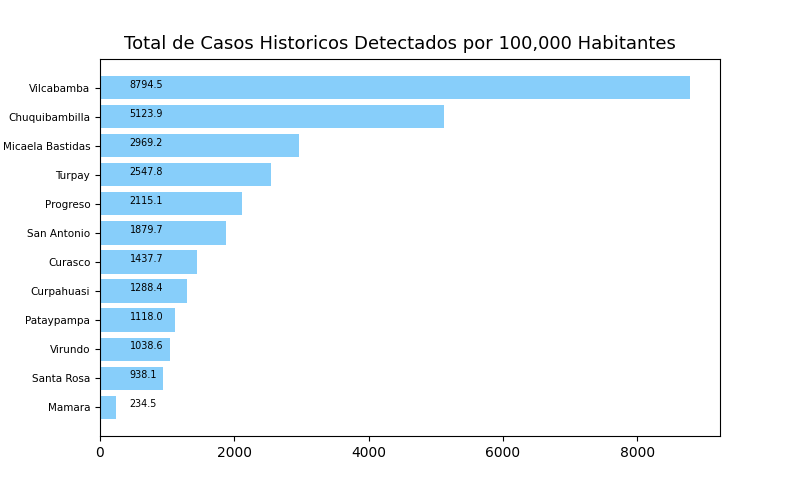 Total de Casos Historicos Detectados por 100,000 Habitantes
Vilcabamba 8794.5
Chuquibambilla 5123.9
Micaela Bastidas 2969.2
Turpay 2547.8
Progreso 2115.1
San Antonio 1879.7
Curasco 1437.7
Curpahuasi 1288.4
Pataypampa 1118.0
Virundo 1038.6
Santa Rosa 938.1
Mamara 234.5
0 2000 4000 6000 8000